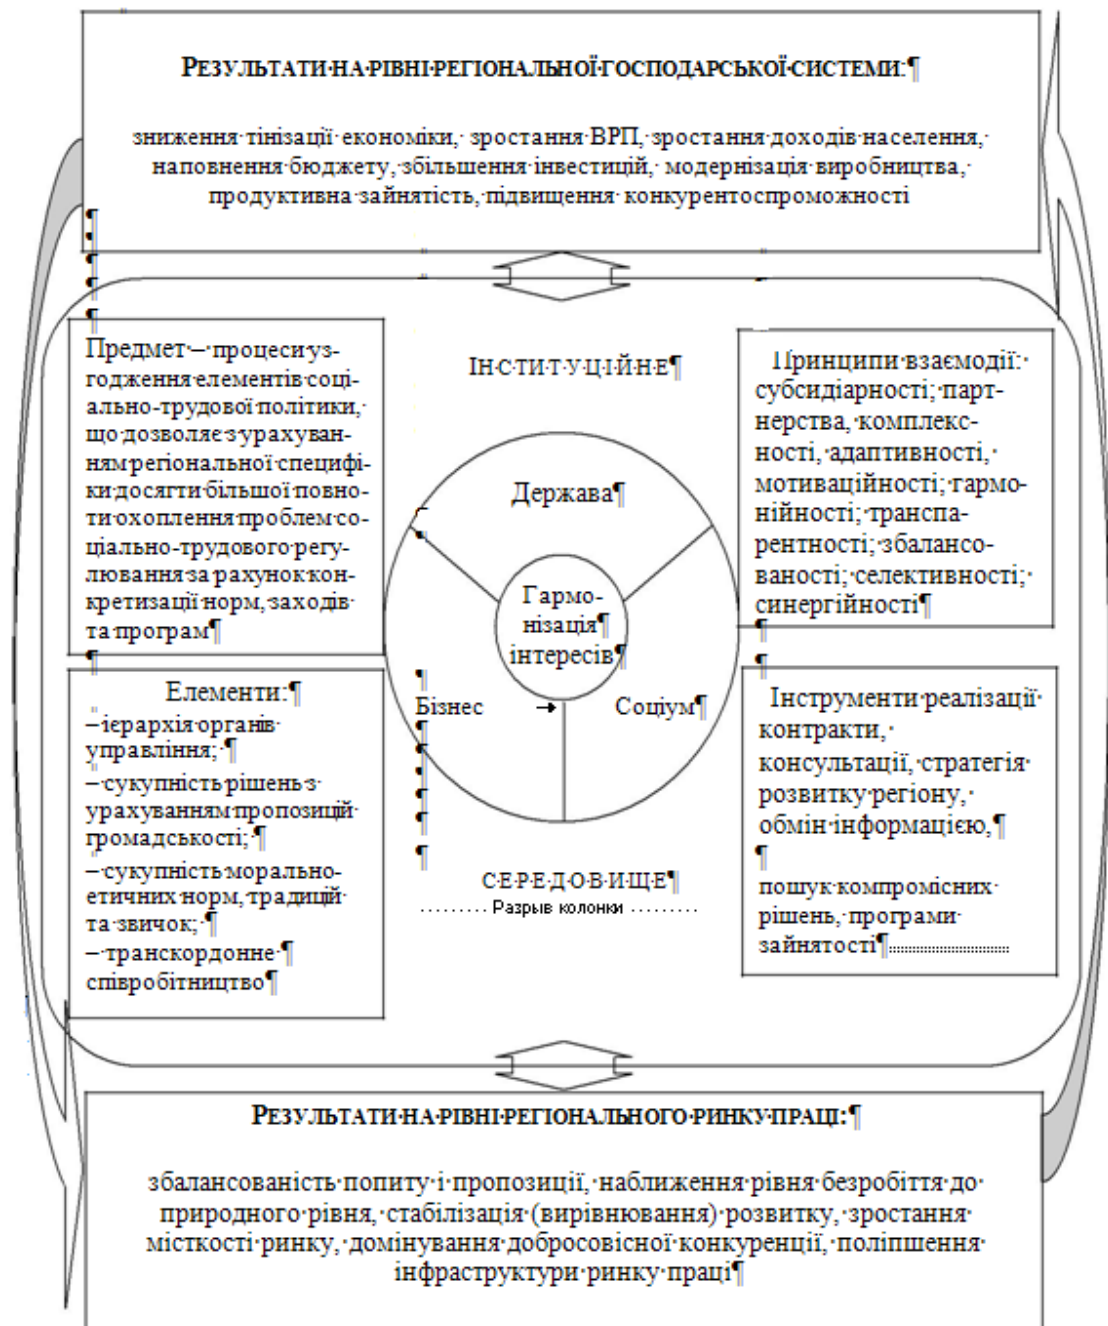 РЕЗУЛЬТАТИ НА РІВНІ РЕГІОНАЛЬНОЇ ГОСПОДАРСЬКОЇ СИСТЕМИ:¶
зниження тінізації економіки, зростання ВРП, зростання доходів населення,
наповнення бюджету, збільшення інвестицій, модернізація виробництва,
продуктивна зайнятість, підвищення конкурентоспроможності
¶
¶
¶
¶
¶
Предмет – процеси уз-
годження елементів соці-
ально-трудової політики,
що дозволяє з урахуван-
ням регіональної специфі-
ки досягти більшої повно-
ти охоплення проблем со-
ціально-трудового регу-
лювання за рахунок кон-
кретизації норм, заходів
та програм¶
¶
Елементи:¶
– ієрархія органів
управління; ¶
– сукупність рішень з
урахуванням пропозицій
громадськості; ¶
– сукупність морально-
етичних норм, традицій
та звичок; ¶
– транскордонне ¶
співробітництво¶
ІНСТИТУЦІЙНЕ¶
Держава¶
Гармо-
нізація¶
інтересів¶
¶
Бізнес → Соціум¶
¶
¶
¶
¶
¶
¶
СЕРЕДОВИЩЕ¶
Разрыв колонки
Принципи взаємодії:
субсидіарності; парт-
нерства, комплекс-
ності, адаптивності,
мотиваційності; гармо-
нійності; транспа-
рентності; збалансо-
ваності; селективності;
синергійності¶
¶
¶
Інструменти реалізації
контракти,
консультації, стратегія
розвитку регіону,
обмін інформацією,¶
¶
пошук компромісних
рішень, програми
зайнятості¶
РЕЗУЛЬТАТИ НА РІВНІ РЕГІОНАЛЬНОГО РИНКУ ПРАЦІ:¶
збалансованість попиту і пропозиції, наближення рівня безробіття до
природного рівня, стабілізація (вирівнювання) розвитку, зростання
місткості ринку, домінування добросовісної конкуренції, поліпшення
інфраструктури ринку праці¶